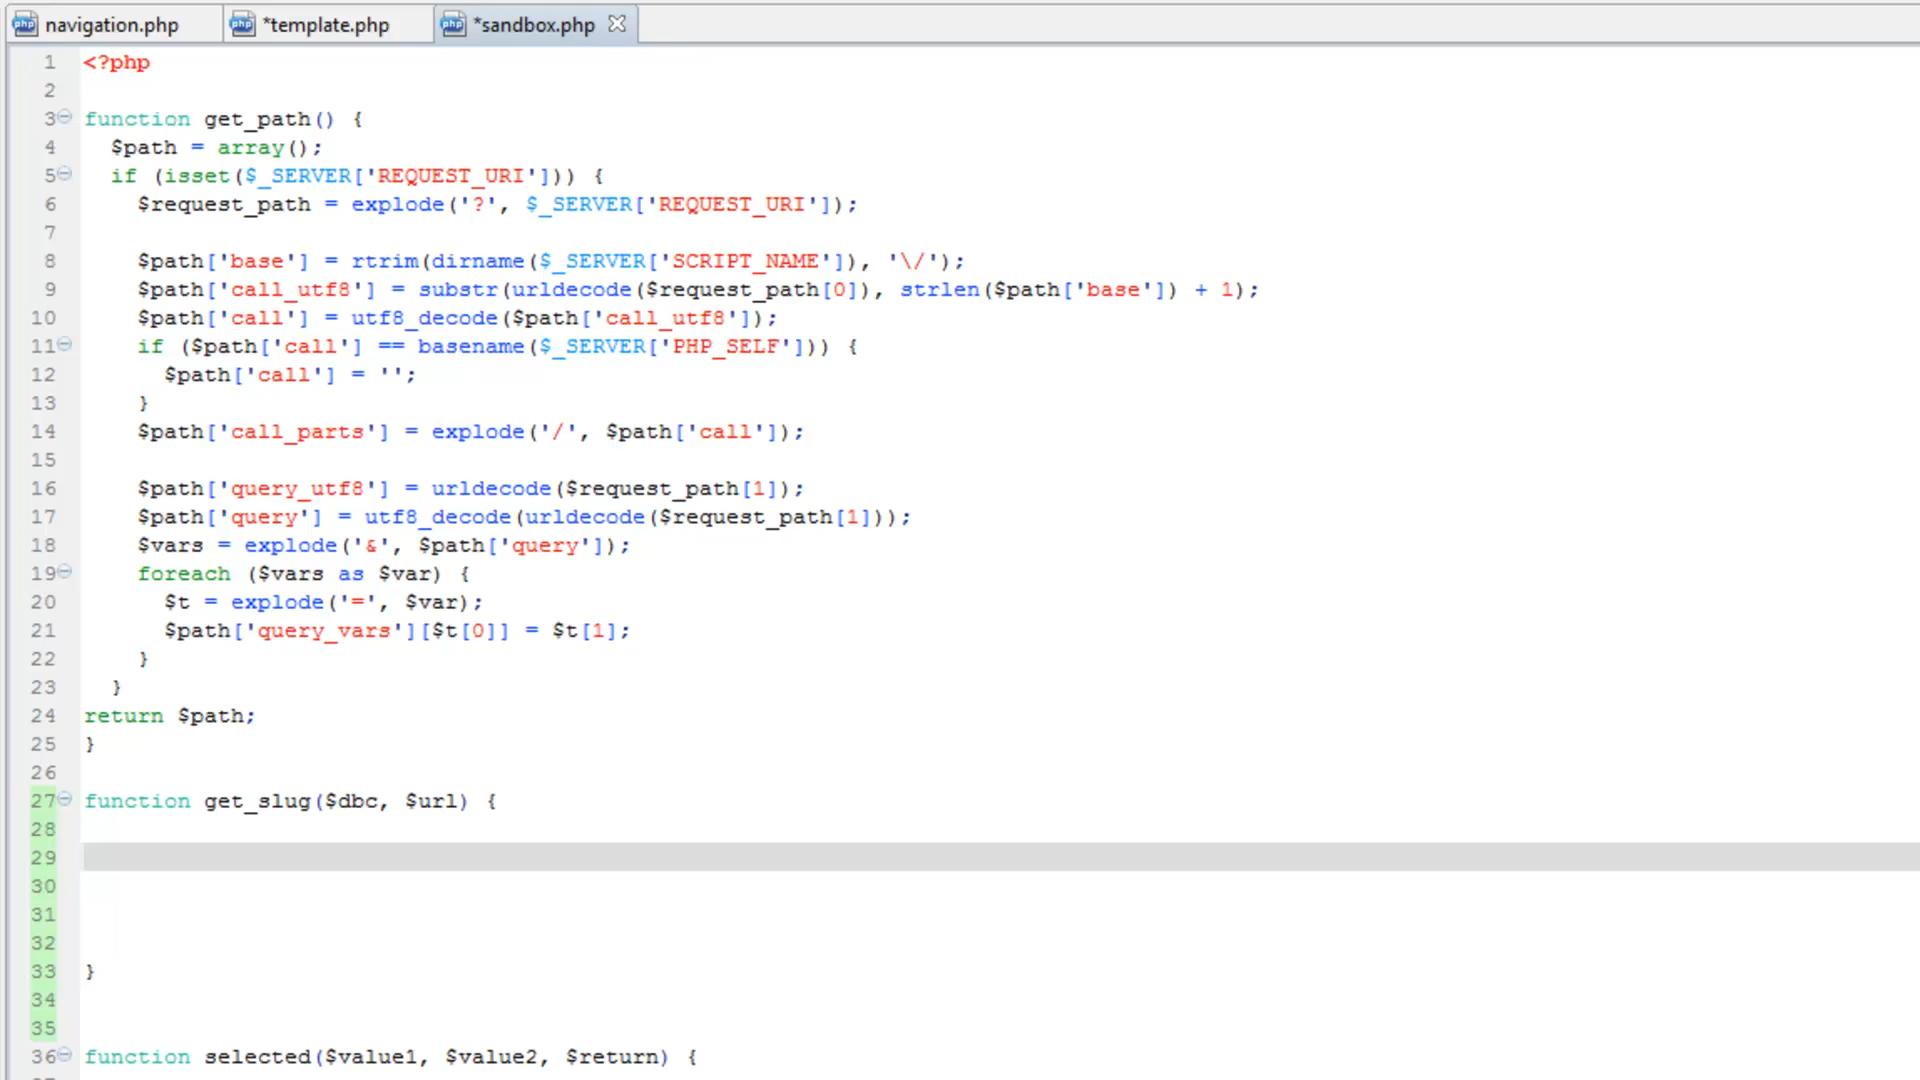 navigation.php *template.php *sandbox.php
1 <?php
2
3 function get_path() {
4   $path = array();
5   if (isset($_SERVER['REQUEST_URI'])) {
6     $request_path = explode('?', $_SERVER['REQUEST_URI']);
7
8     $path['base'] = rtrim(dirname($_SERVER['SCRIPT_NAME']), '\/');
9     $path['call_utf8'] = substr(urldecode($request_path[0]), strlen($path['base']) + 1);
10     $path['call'] = utf8_decode($path['call_utf8']);
11     if ($path['call'] == basename($_SERVER['PHP_SELF'])) {
12       $path['call'] = '';
13     }
14     $path['call_parts'] = explode('/', $path['call']);
15
16     $path['query_utf8'] = urldecode($request_path[1]);
17     $path['query'] = utf8_decode(urldecode($request_path[1]));
18     $vars = explode('&', $path['query']);
19     foreach ($vars as $var) {
20       $t = explode('=', $var);
21       $path['query_vars'][$t[0]] = $t[1];
22     }
23   }
24 return $path;
25 }
26
27 function get_slug($dbc, $url) {
28
29
30
31
32
33 }
34
35
36 function selected($value1, $value2, $return) {